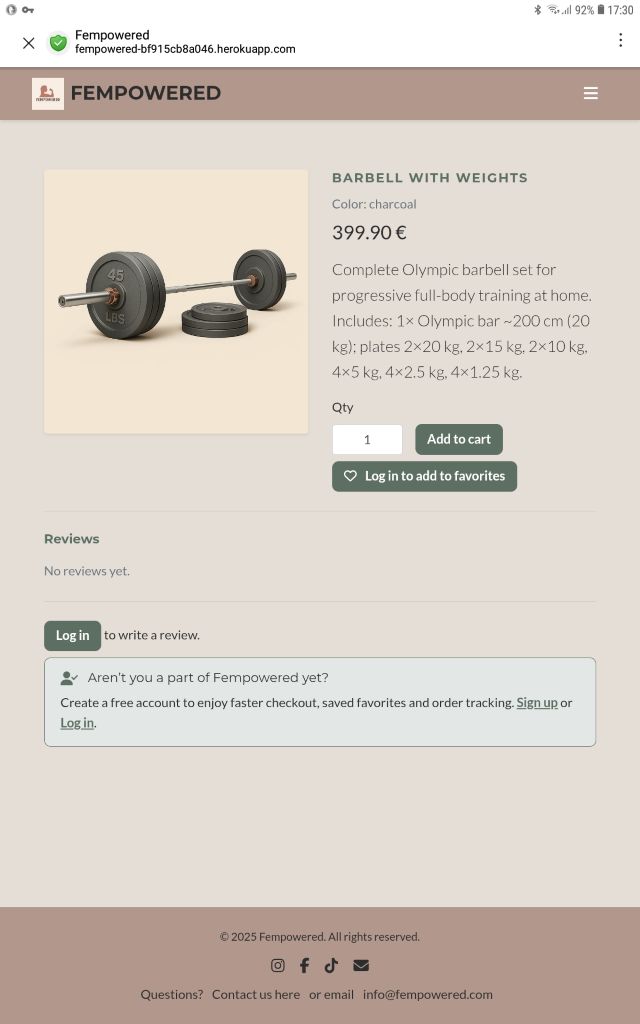 92% 17:30
Fempowered
fempowered-bf915cb8a046.herokuapp.com
FEMPOWERED
FEMPOWERED
BARBELL WITH WEIGHTS
Color: charcoal
399.90 €
45
LBS
Complete Olympic barbell set for
progressive full-body training at home.
Includes: 1× Olympic bar ~200 cm (20
kg); plates 2×20 kg, 2×15 kg, 2×10 kg,
4×5 kg, 4×2.5 kg, 4×1.25 kg.
Qty
1 Add to cart
Log in to add to favorites
Reviews
No reviews yet.
Log in to write a review.
Aren't you a part of Fempowered yet?
Create a free account to enjoy faster checkout, saved favorites and order tracking. Sign up or
Log in.
© 2025 Fempowered. All rights reserved.
Questions? Contact us here or email info@fempowered.com